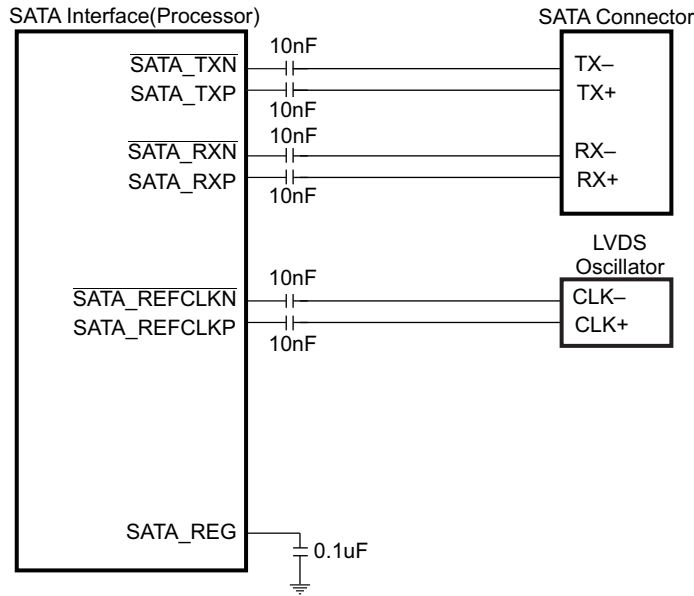 SATA Interface(Processor)
SATA Connector
10nF
SATA_TXN
TX–
SATA_TXP
TX+
10nF
10nF
SATA_RXN
RX–
SATA_RXP
RX+
10nF
LVDS
Oscillator
10nF
SATA_REFCLKN
CLK–
SATA_REFCLKP
CLK+
10nF
SATA_REG
0.1uF